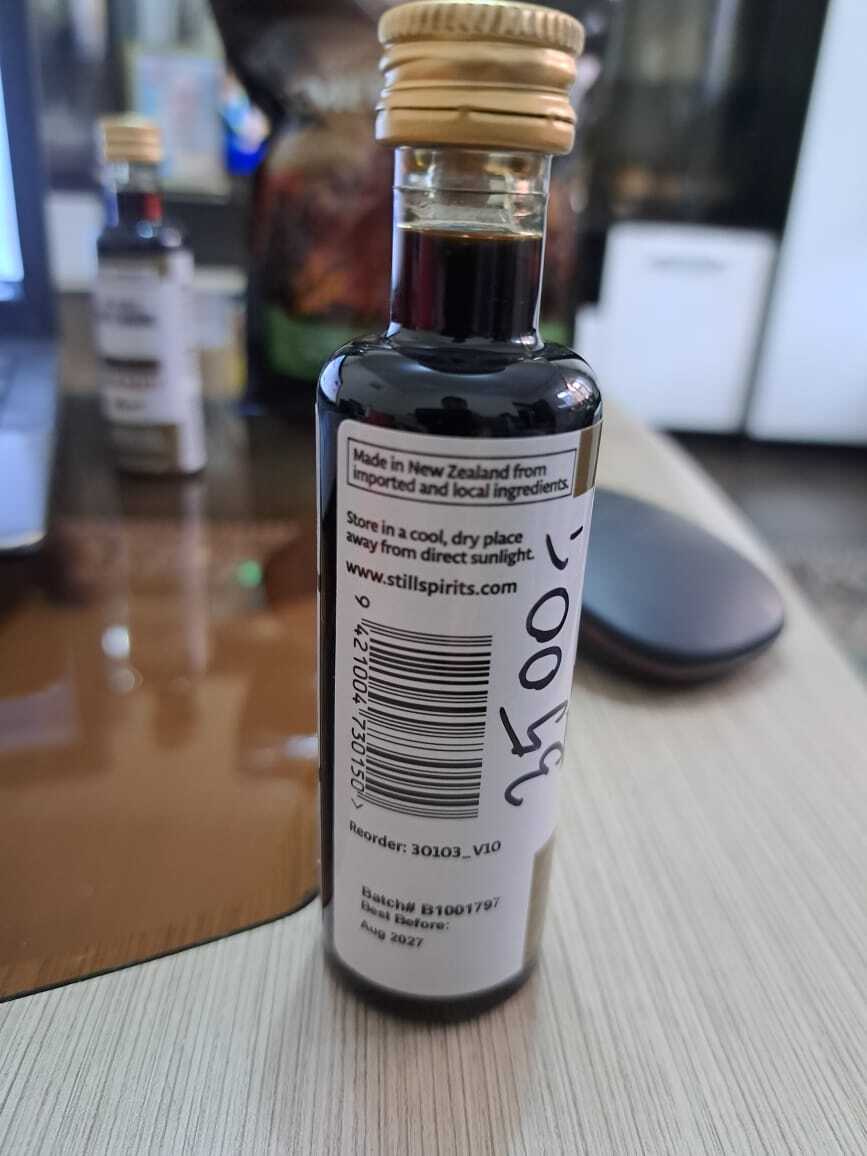 Made in New Zealand from
imported and local ingredients.
Store in a cool, dry place
away from direct sunlight.
www.stillspirits.com
9 421004 730150 >
Reorder: 30103_V10
Batch# B1001797
Best Before:
Aug 2027